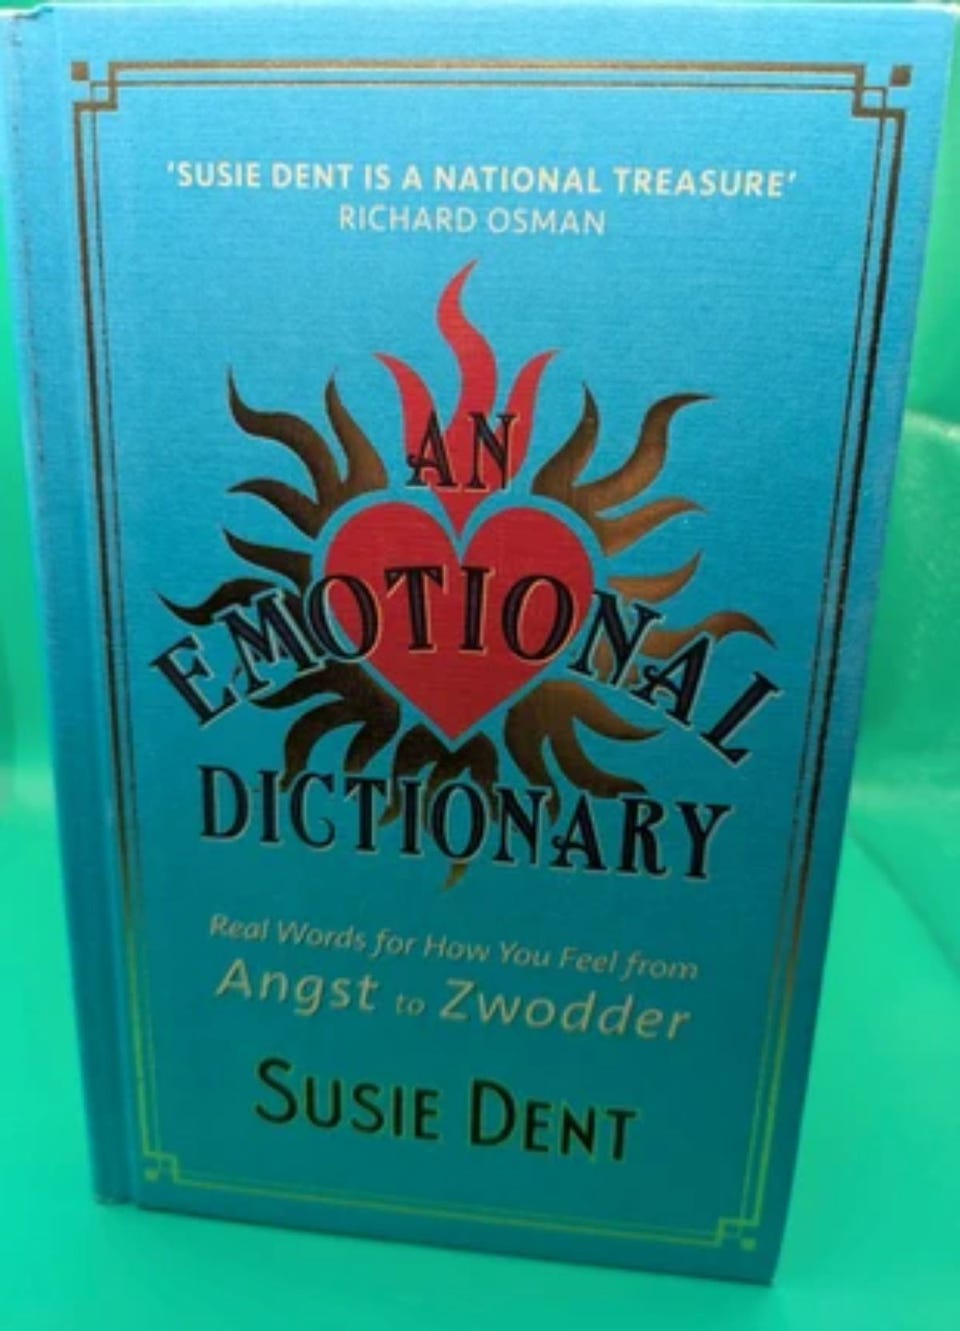 'SUSIE DENT IS A NATIONAL TREASURE'
RICHARD OSMAN
AN
EMOTIONAL
DICTIONARY
Real Words for How You Feel from
Angst to Zwodder
SUSIE DENT